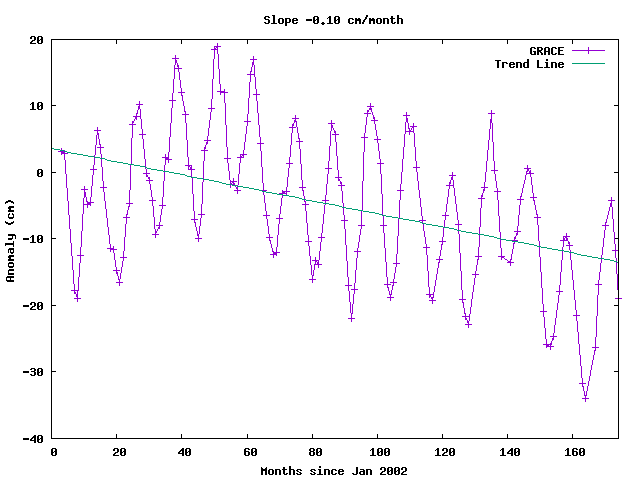 Slope -0.10 cm/month
GRACE
Trend Line
20
10
0
-10
-20
-30
-40
Anomaly (cm)
0 20 40 60 80 100 120 140 160
Months since Jan 2002